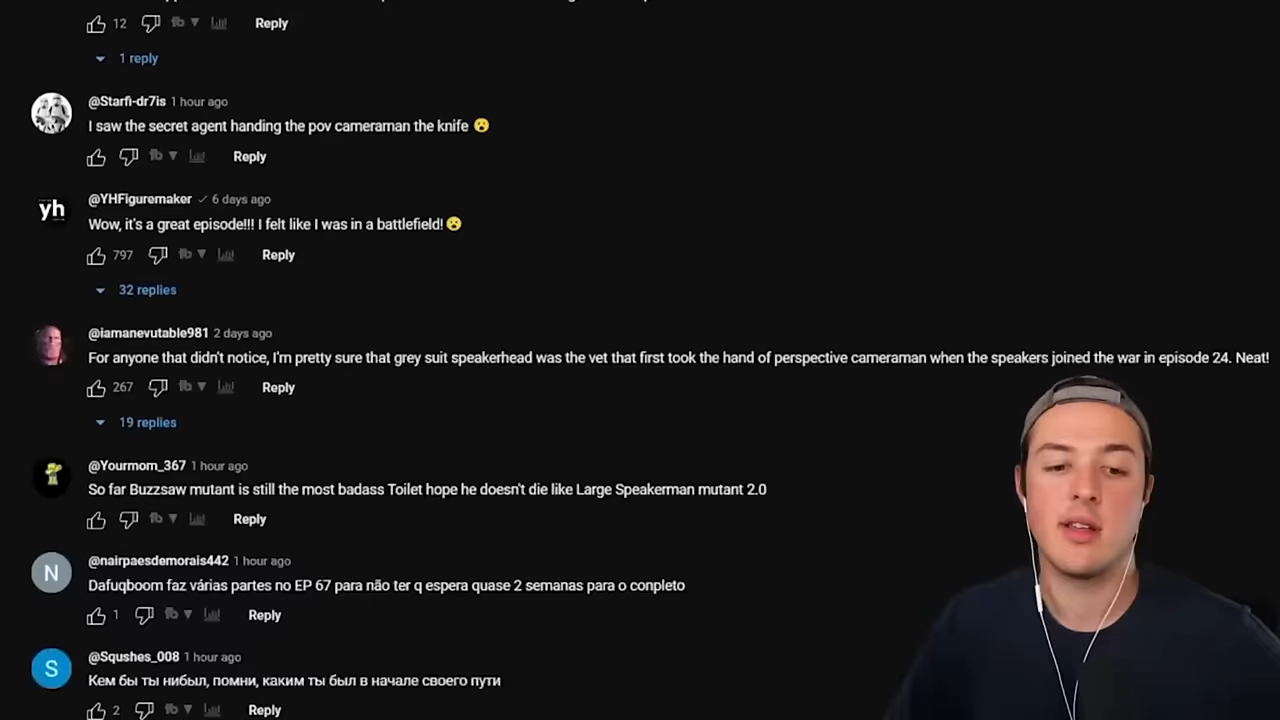 12
Reply
1 reply
@Starfi-dr7is 1 hour ago
I saw the secret agent handing the pov cameraman the knife 😮
Reply
yh
@YHFiguremaker 6 days ago
Wow, it's a great episode!!! I felt like I was in a battlefield! 😮
797 Reply
32 replies
@iamanevutable981 2 days ago
For anyone that didn't notice, I'm pretty sure that grey suit speakerhead was the vet that first took the hand of perspective cameraman when the speakers joined the war in episode 24. Neat!
267 Reply
19 replies
@Yourmom_367 1 hour ago
So far Buzzsaw mutant is still the most badass Toilet hope he doesn't die like Large Speakerman mutant 2.0
Reply
N
@nairpaesdemorais442 1 hour ago
Dafuqboom faz várias partes no EP 67 para não ter q espera quase 2 semanas para o conpleto
1 Reply
S
@Squshes_008 1 hour ago
Кем бы ты нибыл, помни, каким ты был в начале своего пути
2 Reply